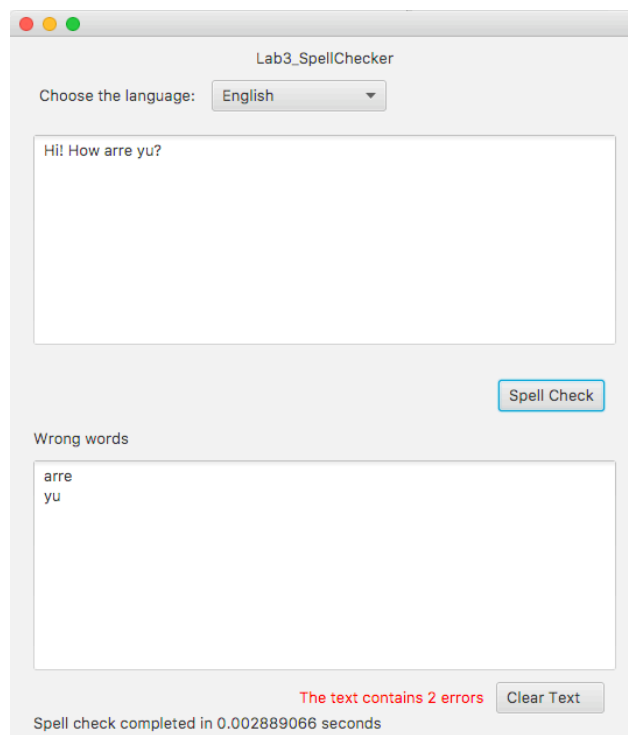 Lab3_SpellChecker
Choose the language: English
Hi! How arre yu?
Spell Check
Wrong words
arre
yu
The text contains 2 errors Clear Text
Spell check completed in 0.002889066 seconds